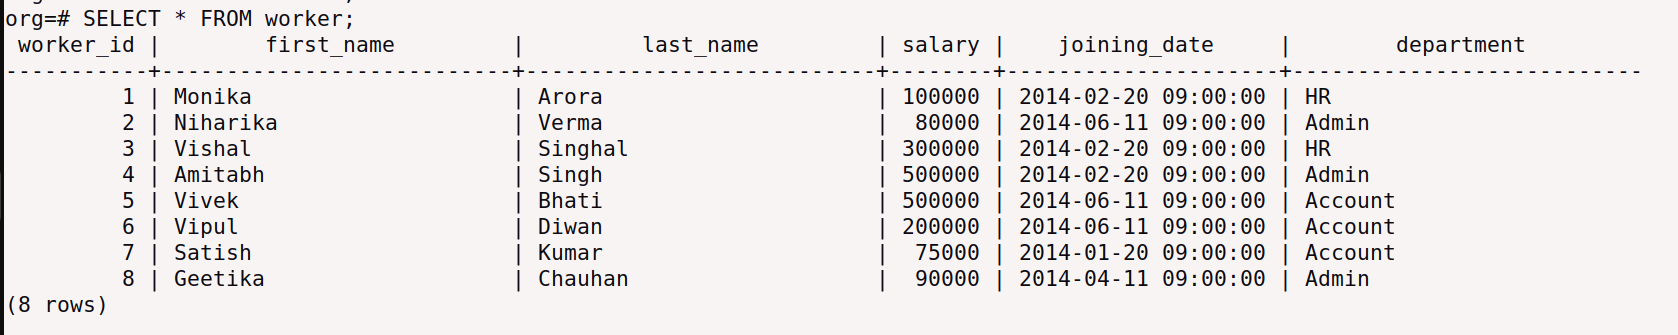 org=# SELECT * FROM worker;
 worker_id |        first_name         |         last_name         | salary |    joining_date     |        department
-----------+---------------------------+---------------------------+--------+---------------------+---------------------------
         1 | Monika                    | Arora                     | 100000 | 2014-02-20 09:00:00 | HR
         2 | Niharika                  | Verma                     |  80000 | 2014-06-11 09:00:00 | Admin
         3 | Vishal                    | Singhal                   | 300000 | 2014-02-20 09:00:00 | HR
         4 | Amitabh                   | Singh                     | 500000 | 2014-02-20 09:00:00 | Admin
         5 | Vivek                     | Bhati                     | 500000 | 2014-06-11 09:00:00 | Account
         6 | Vipul                     | Diwan                     | 200000 | 2014-06-11 09:00:00 | Account
         7 | Satish                    | Kumar                     |  75000 | 2014-01-20 09:00:00 | Account
         8 | Geetika                   | Chauhan                   |  90000 | 2014-04-11 09:00:00 | Admin
(8 rows)